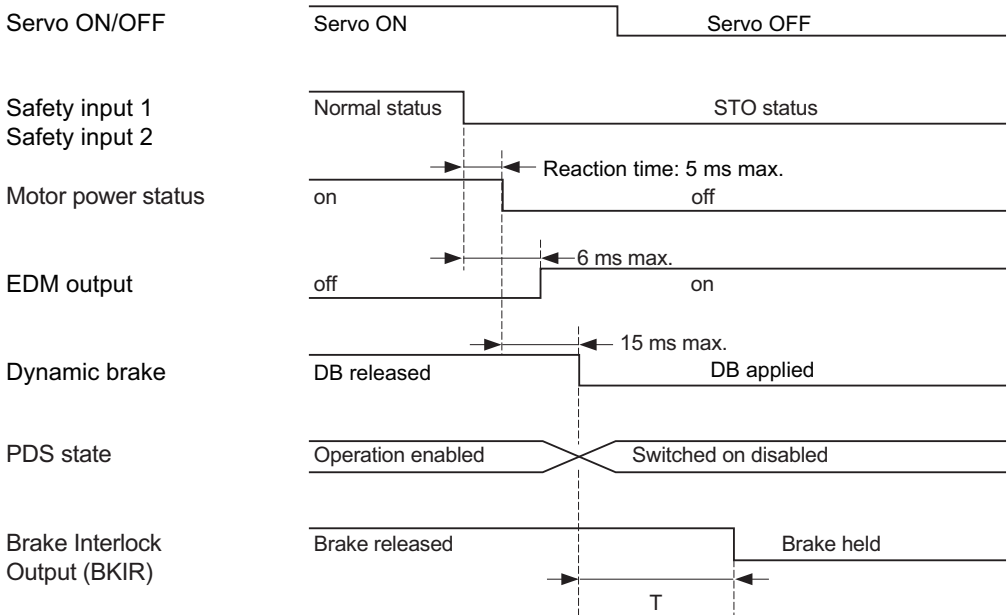 Servo ON/OFF
Servo ON
Servo OFF
Safety input 1
Safety input 2
Normal status
STO status
Reaction time: 5 ms max.
Motor power status
on
off
6 ms max.
EDM output
off
on
15 ms max.
Dynamic brake
DB released
DB applied
PDS state
Operation enabled
Switched on disabled
Brake Interlock
Output (BKIR)
Brake released
Brake held
T